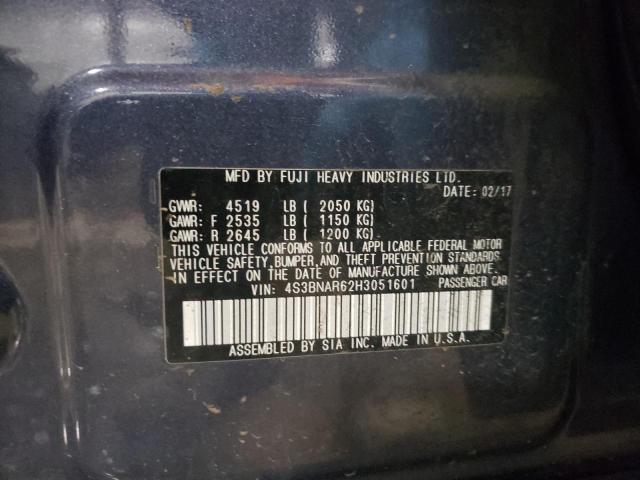 MFD BY FUJI HEAVY INDUSTRIES LTD.
DATE: 02/17
GVWR: 4519 LB ( 2050 KG)
GAWR: F 2535 LB ( 1150 KG)
GAWR: R 2645 LB ( 1200 KG)
THIS VEHICLE CONFORMS TO ALL APPLICABLE FEDERAL MOTOR
VEHICLE SAFETY, BUMPER, AND THEFT PREVENTION STANDARDS
IN EFFECT ON THE DATE OF MANUFACTURE SHOWN ABOVE.
VIN: 4S3BNAR62H3051601 PASSENGER CAR
ASSEMBLED BY SIA INC. MADE IN U.S.A.